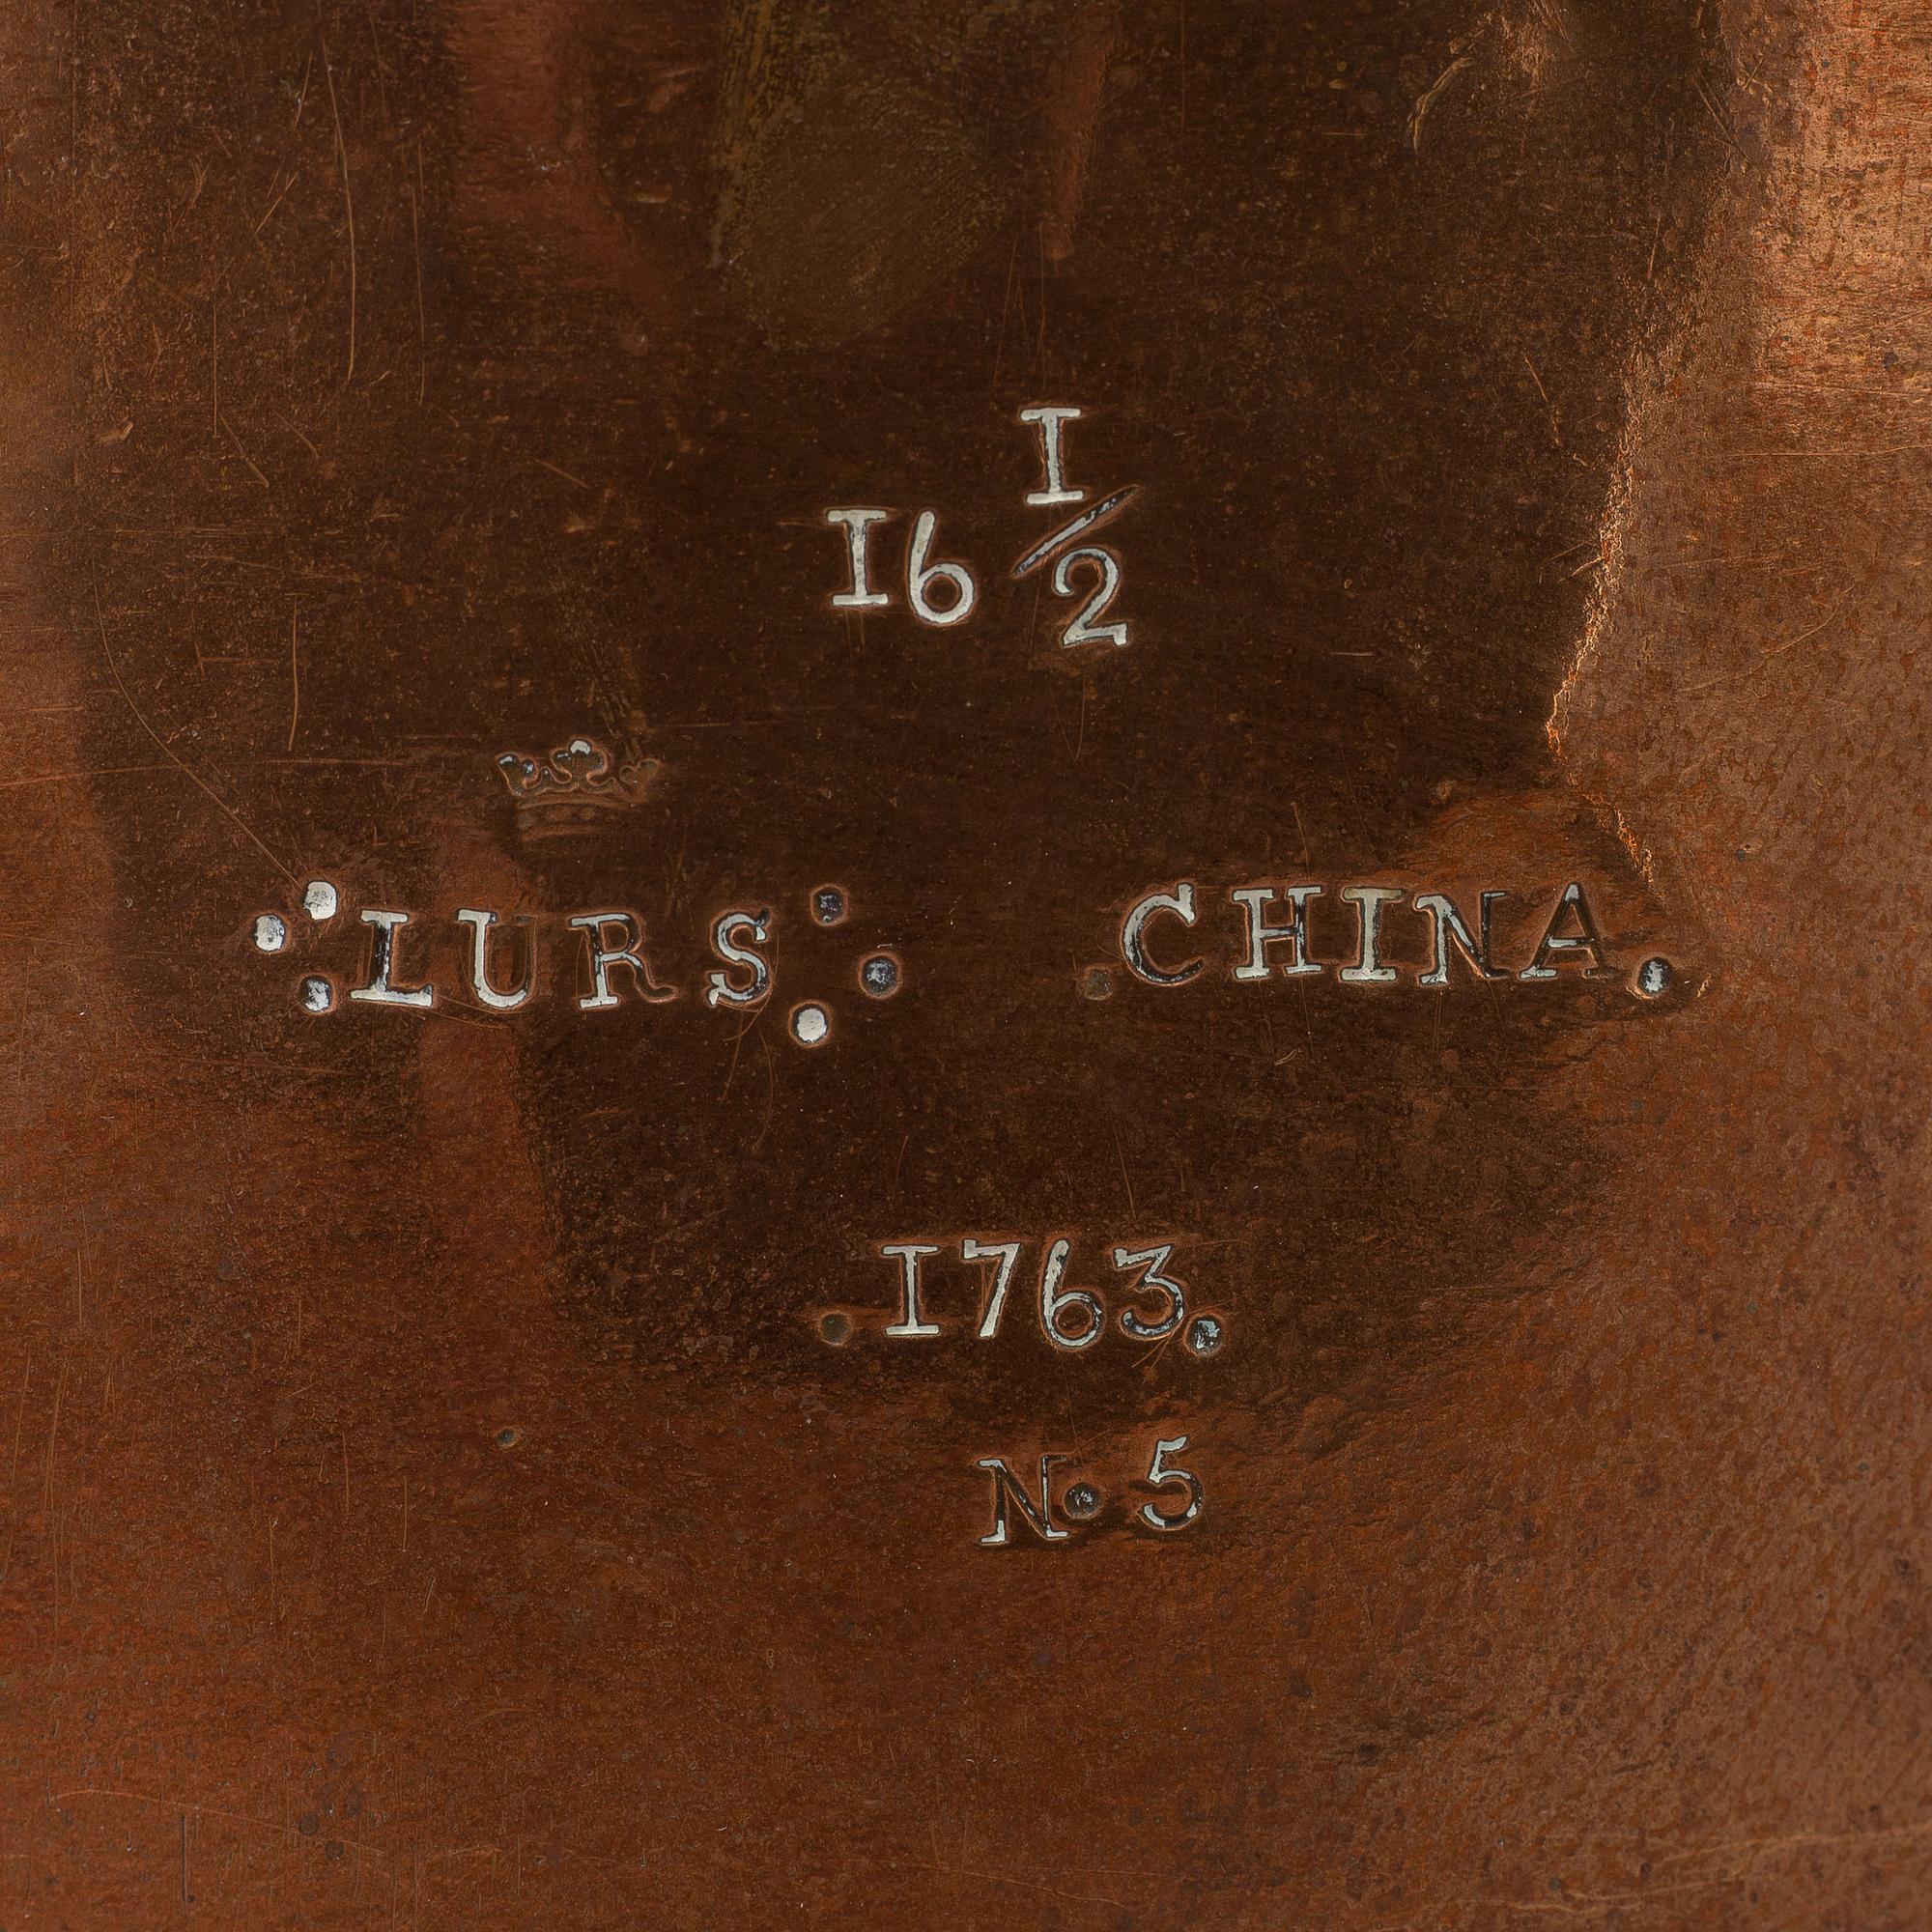 16 1/2
LURS CHINA.
.1763.
N. 5